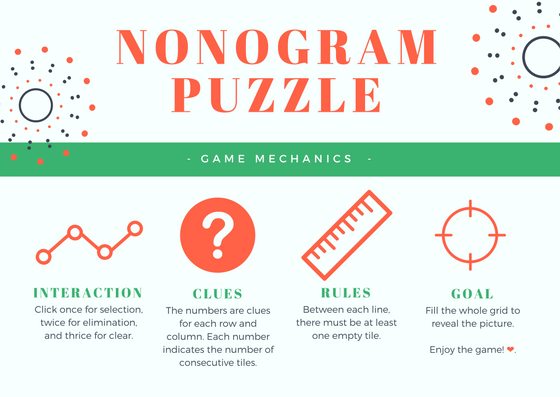 NONOGRAM
PUZZLE
- GAME MECHANICS -
INTERACTION
Click once for selection,
twice for elimination,
and thrice for clear.
?
CLUES
The numbers are clues
for each row and
column. Each number
indicates the number of
consecutive tiles.
RULES
Between each line,
there must be at least
one empty tile.
GOAL
Fill the whole grid to
reveal the picture.
Enjoy the game! ❤.